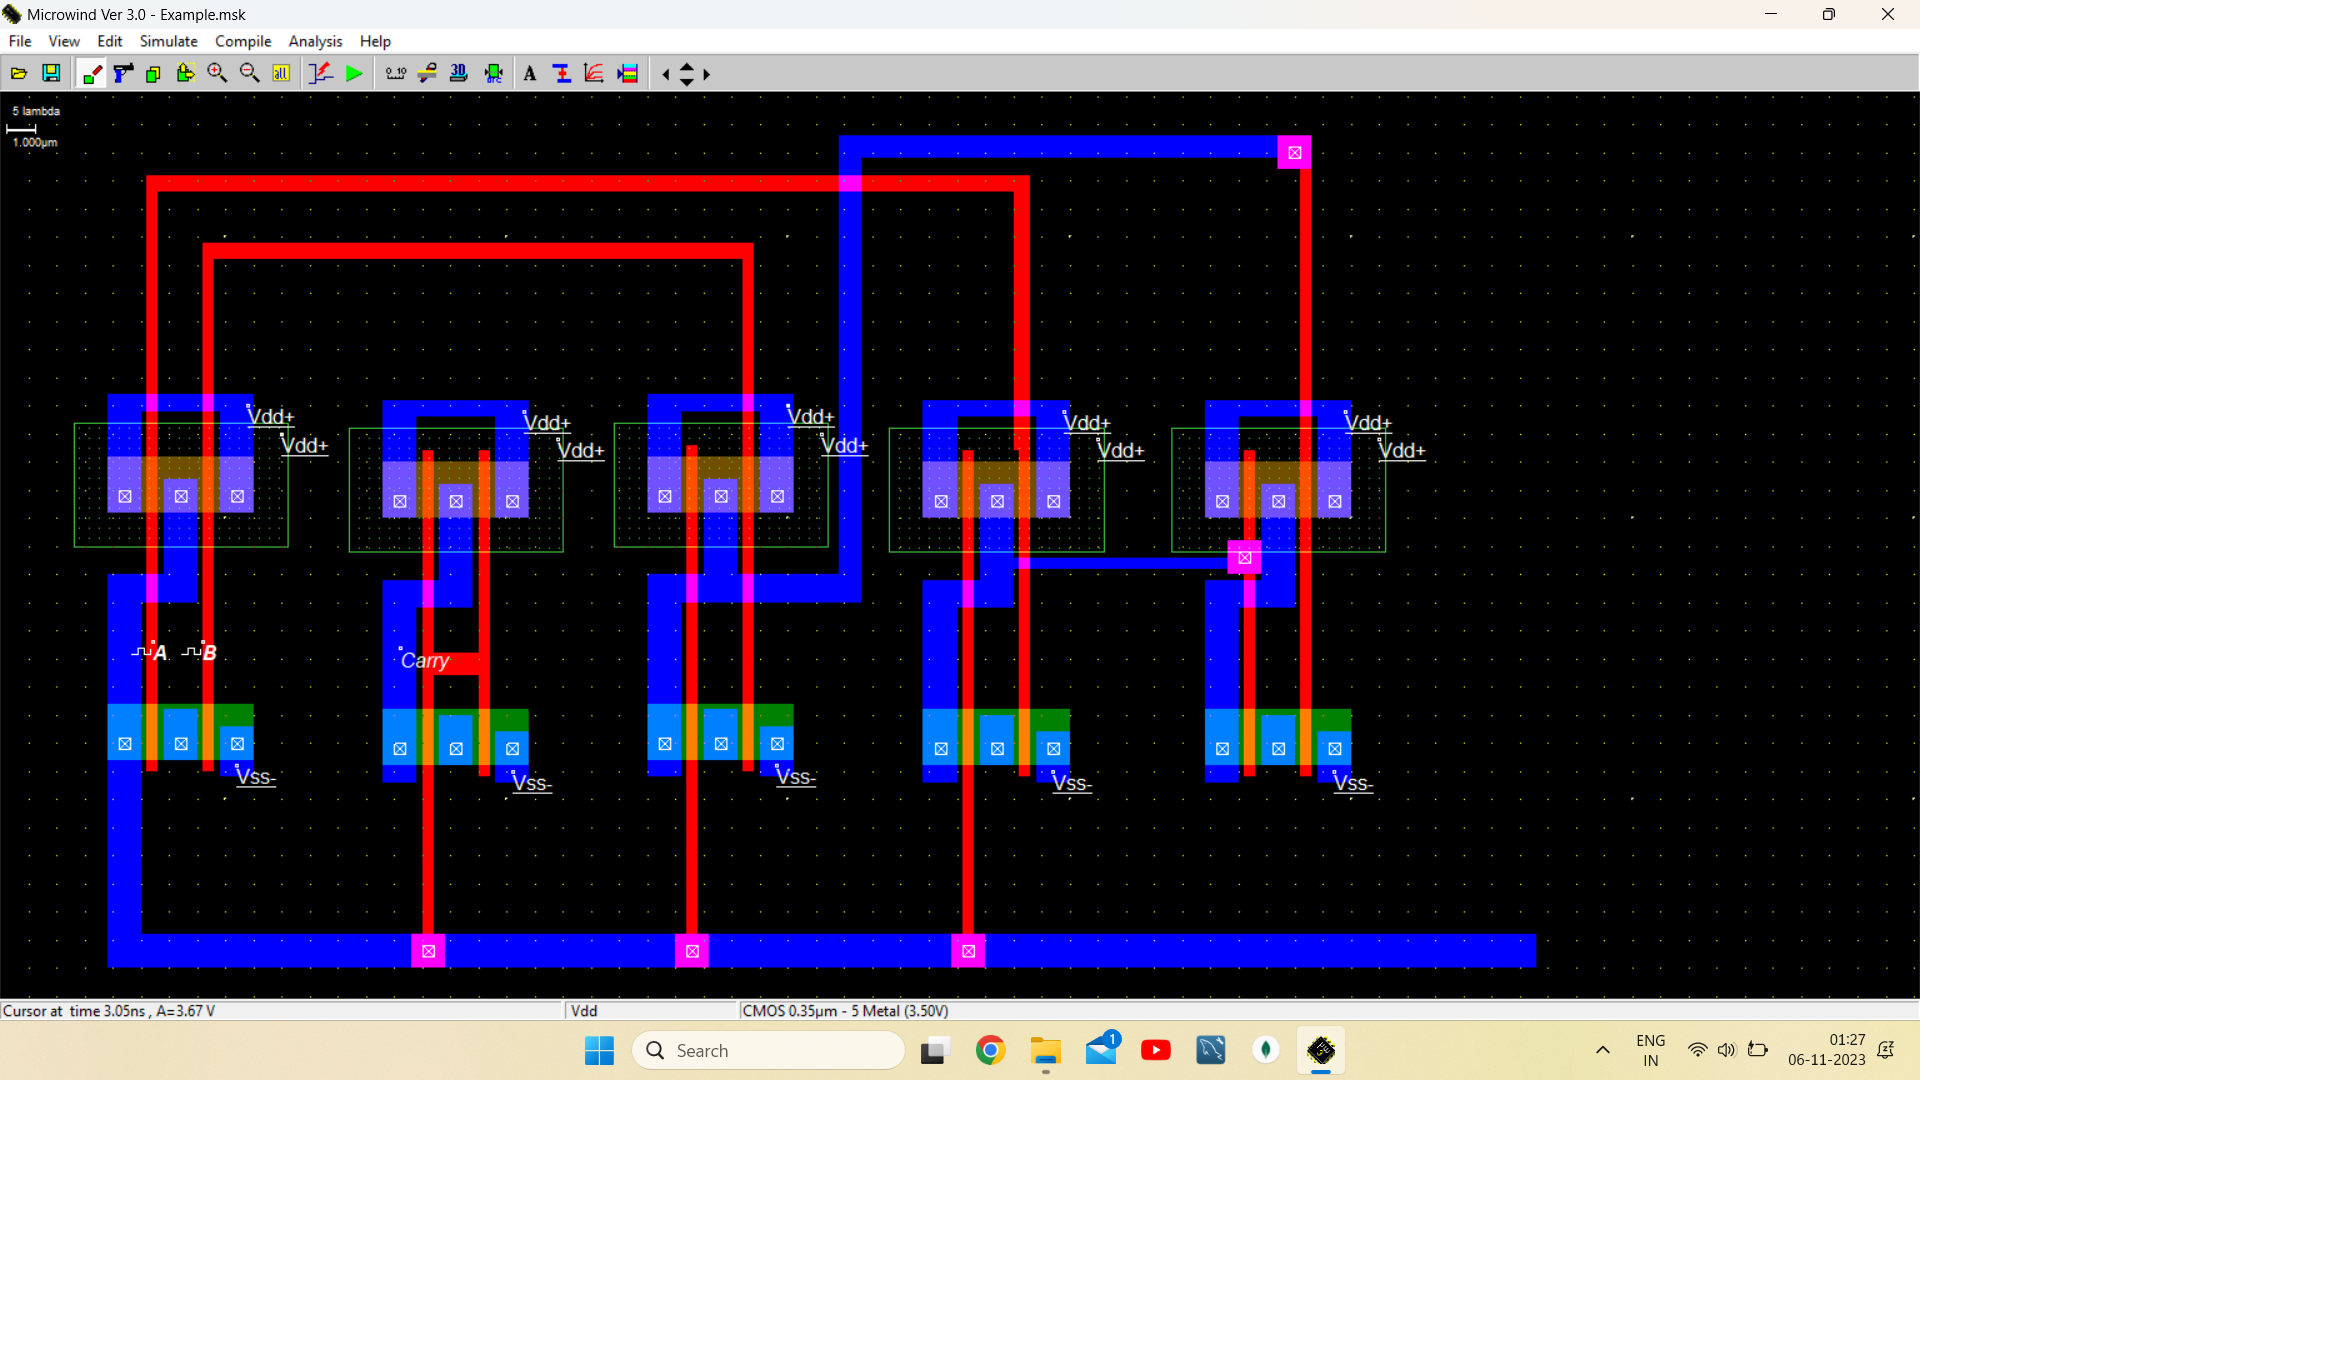 Microwind Ver 3.0 - Example.msk
File View Edit Simulate Compile Analysis Help
5 lambda
1.000µm
Vdd+ Vdd+ Vdd+ Vdd+ Vdd+
Vdd+ Vdd+ Vdd+ Vdd+ Vdd+
A B
Carry
Vss- Vss- Vss- Vss- Vss-
Cursor at time 3.05ns , A=3.67 V Vdd CMOS 0.35µm - 5 Metal (3.50V)
Search
1
ENG
IN
01:27
06-11-2023